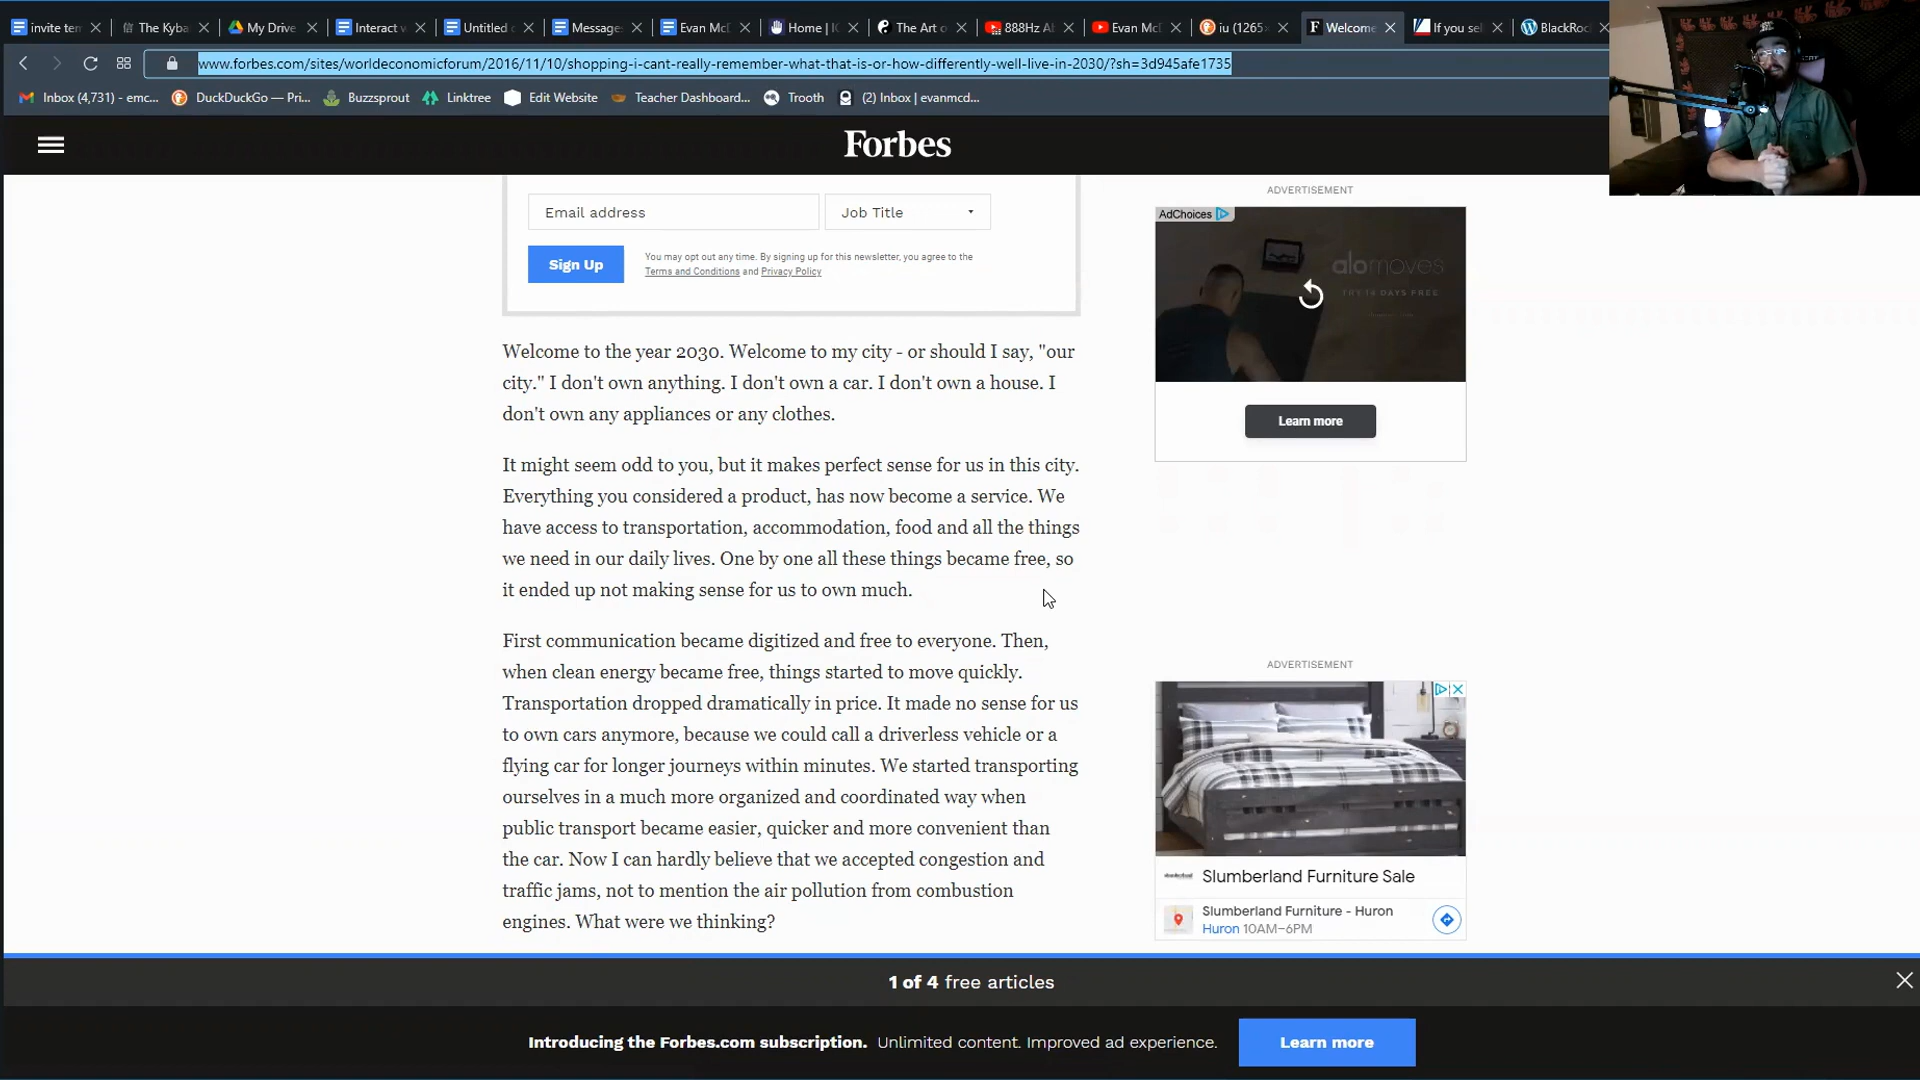 invite ten
The Kyba
My Drive
Interact w
Untitled d
Message
Evan McD
Home | IC
The Art o
888Hz Ab
Evan McD
iu (1265×
Welcome
If you sel
BlackRoc
www.forbes.com/sites/worldeconomicforum/2016/11/10/shopping-i-cant-really-remember-what-that-is-or-how-differently-well-live-in-2030/?sh=3d945afe1735
Inbox (4,731) - emc...
DuckDuckGo — Pri...
Buzzsprout
Linktree
Edit Website
Teacher Dashboard...
Trooth
(2) Inbox | evanmcd...
Forbes
Email address
Job Title
Sign Up
You may opt out any time. By signing up for this newsletter, you agree to the
Terms and Conditions and Privacy Policy
Welcome to the year 2030. Welcome to my city - or should I say, "our
city." I don't own anything. I don't own a car. I don't own a house. I
don't own any appliances or any clothes.
It might seem odd to you, but it makes perfect sense for us in this city.
Everything you considered a product, has now become a service. We
have access to transportation, accommodation, food and all the things
we need in our daily lives. One by one all these things became free, so
it ended up not making sense for us to own much.
First communication became digitized and free to everyone. Then,
when clean energy became free, things started to move quickly.
Transportation dropped dramatically in price. It made no sense for us
to own cars anymore, because we could call a driverless vehicle or a
flying car for longer journeys within minutes. We started transporting
ourselves in a much more organized and coordinated way when
public transport became easier, quicker and more convenient than
the car. Now I can hardly believe that we accepted congestion and
traffic jams, not to mention the air pollution from combustion
engines. What were we thinking?
ADVERTISEMENT
AdChoices
alomoves
TRY 14 DAYS FREE
Learn more
ADVERTISEMENT
Slumberland Furniture Sale
Slumberland Furniture - Huron
Huron 10AM–6PM
1 of 4 free articles
Introducing the Forbes.com subscription. Unlimited content. Improved ad experience.
Learn more